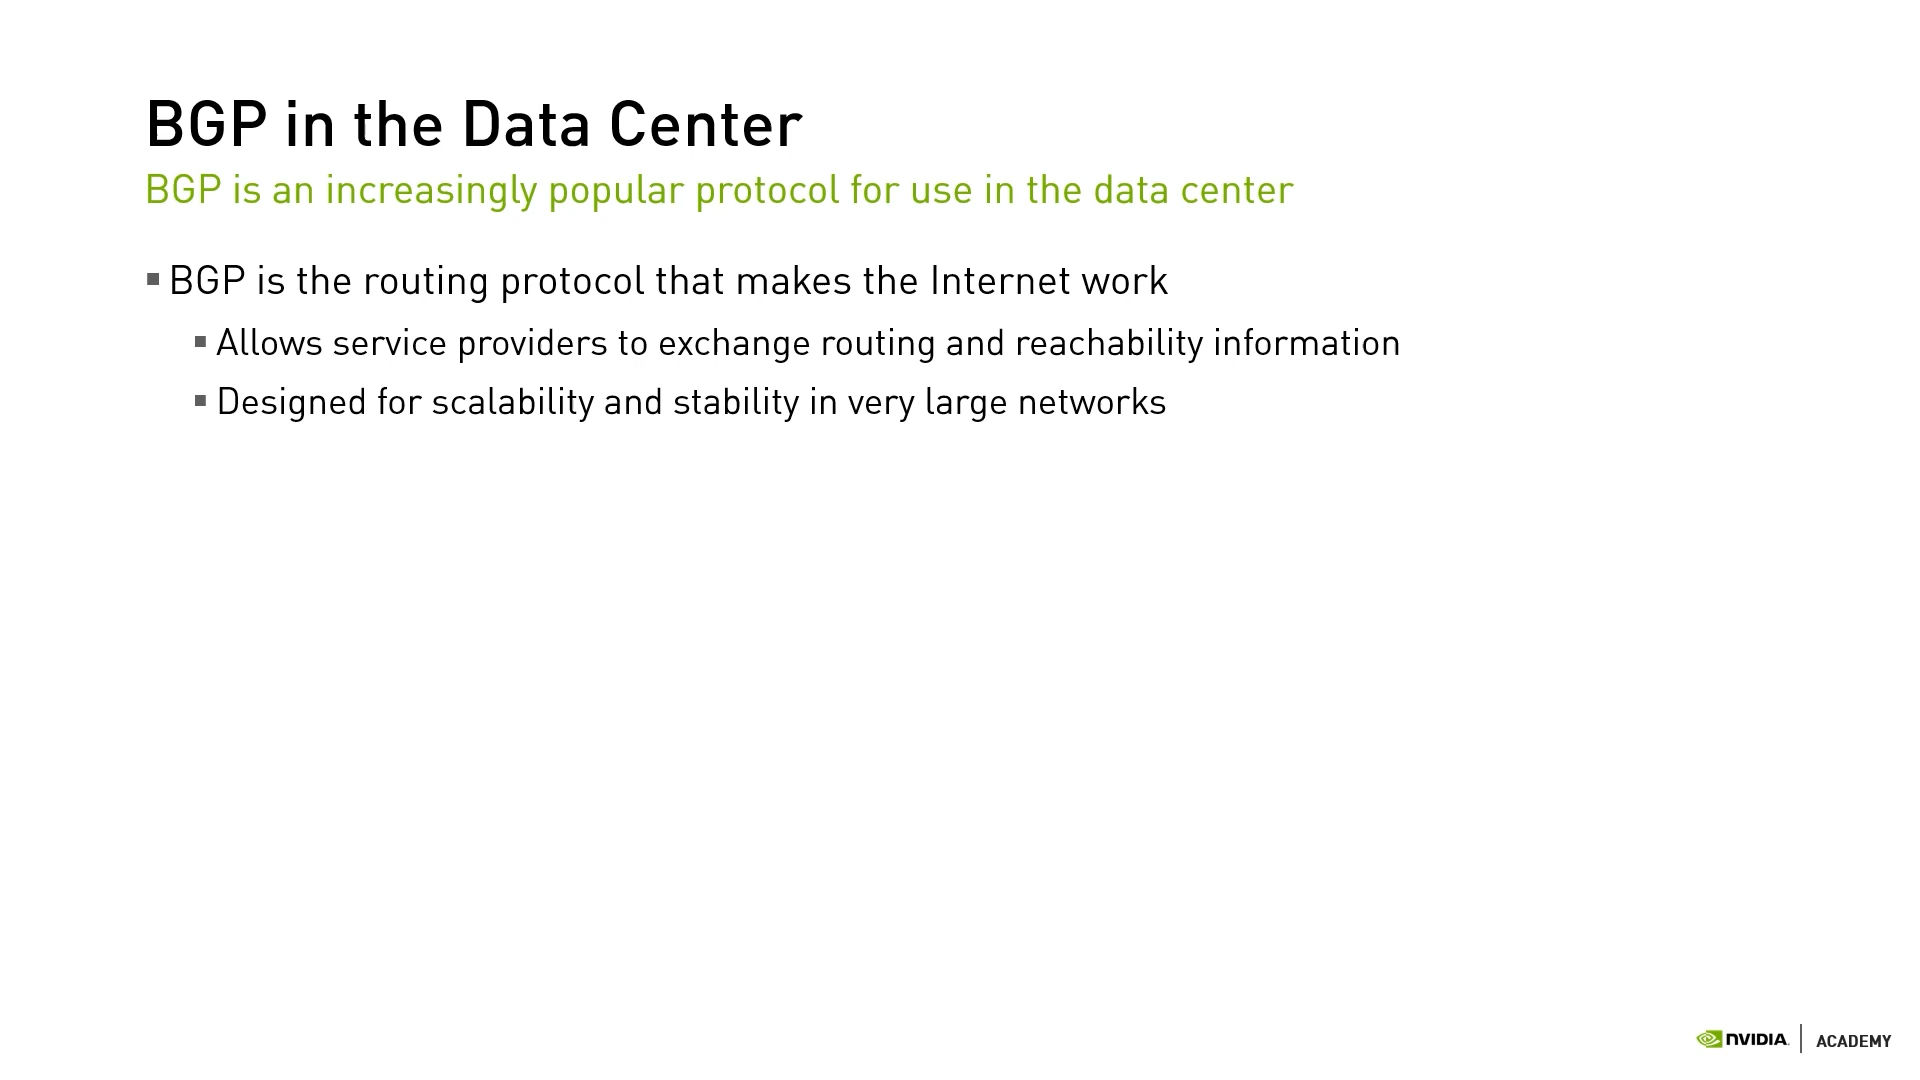 BGP in the Data Center
BGP is an increasingly popular protocol for use in the data center
▪ BGP is the routing protocol that makes the Internet work
▪ Allows service providers to exchange routing and reachability information
▪ Designed for scalability and stability in very large networks
NVIDIA. | ACADEMY